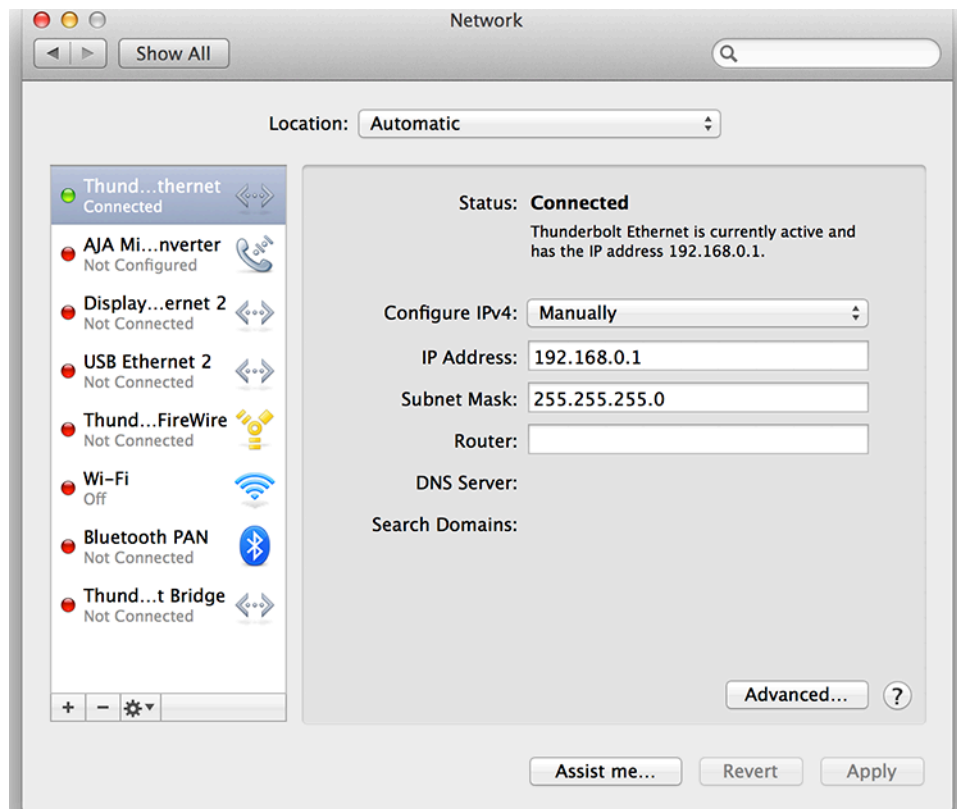 Network
Show All
Location: Automatic
Thund...thernet
Connected
AJA Mi...nverter
Not Configured
Display...ernet 2
Not Connected
USB Ethernet 2
Not Connected
Thund...FireWire
Not Connected
Wi-Fi
Off
Bluetooth PAN
Not Connected
Thund...t Bridge
Not Connected
Status: Connected
Thunderbolt Ethernet is currently active and
has the IP address 192.168.0.1.
Configure IPv4: Manually
IP Address: 192.168.0.1
Subnet Mask: 255.255.255.0
Router:
DNS Server:
Search Domains:
Advanced... ?
Assist me... Revert Apply